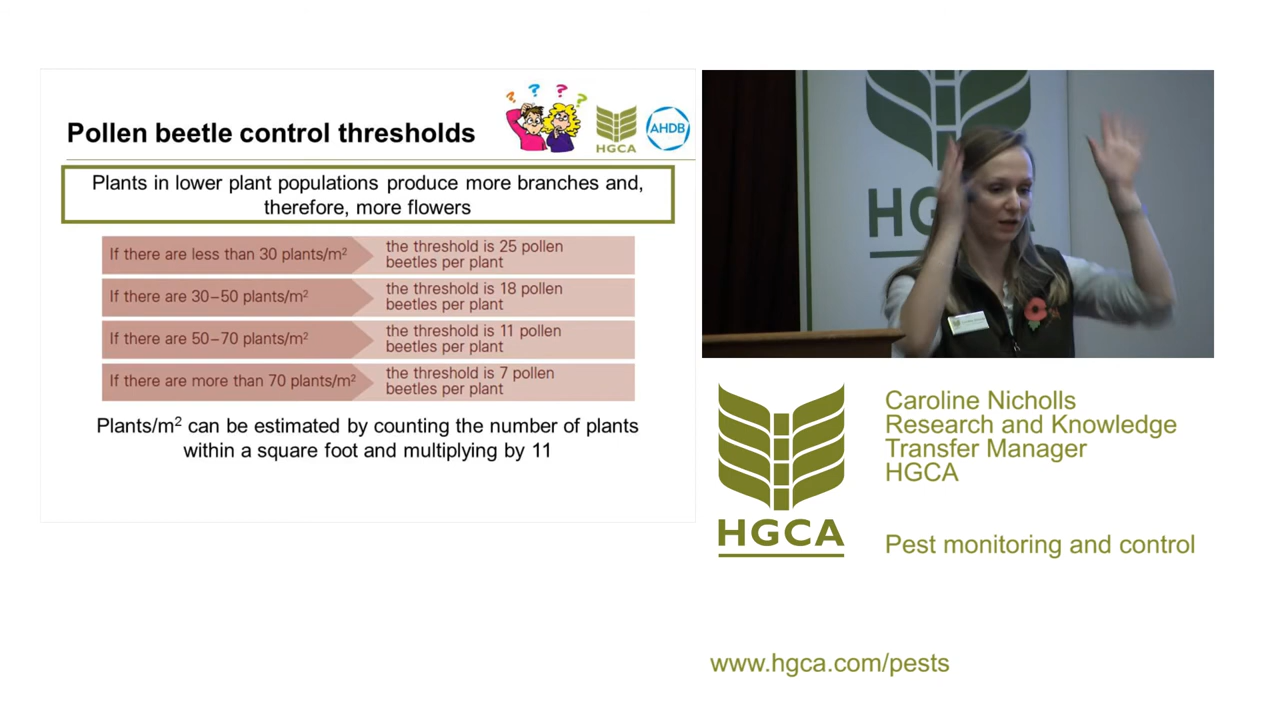 Pollen beetle control thresholds
? ? ? ?
HGCA
AHDB
Plants in lower plant populations produce more branches and,
therefore, more flowers
If there are less than 30 plants/m²
the threshold is 25 pollen
beetles per plant
If there are 30–50 plants/m²
the threshold is 18 pollen
beetles per plant
If there are 50–70 plants/m²
the threshold is 11 pollen
beetles per plant
If there are more than 70 plants/m²
the threshold is 7 pollen
beetles per plant
Plants/m² can be estimated by counting the number of plants
within a square foot and multiplying by 11
HGCA
Caroline Nicholls
Research and Knowledge
Transfer Manager
HGCA
Pest monitoring and control
www.hgca.com/pests